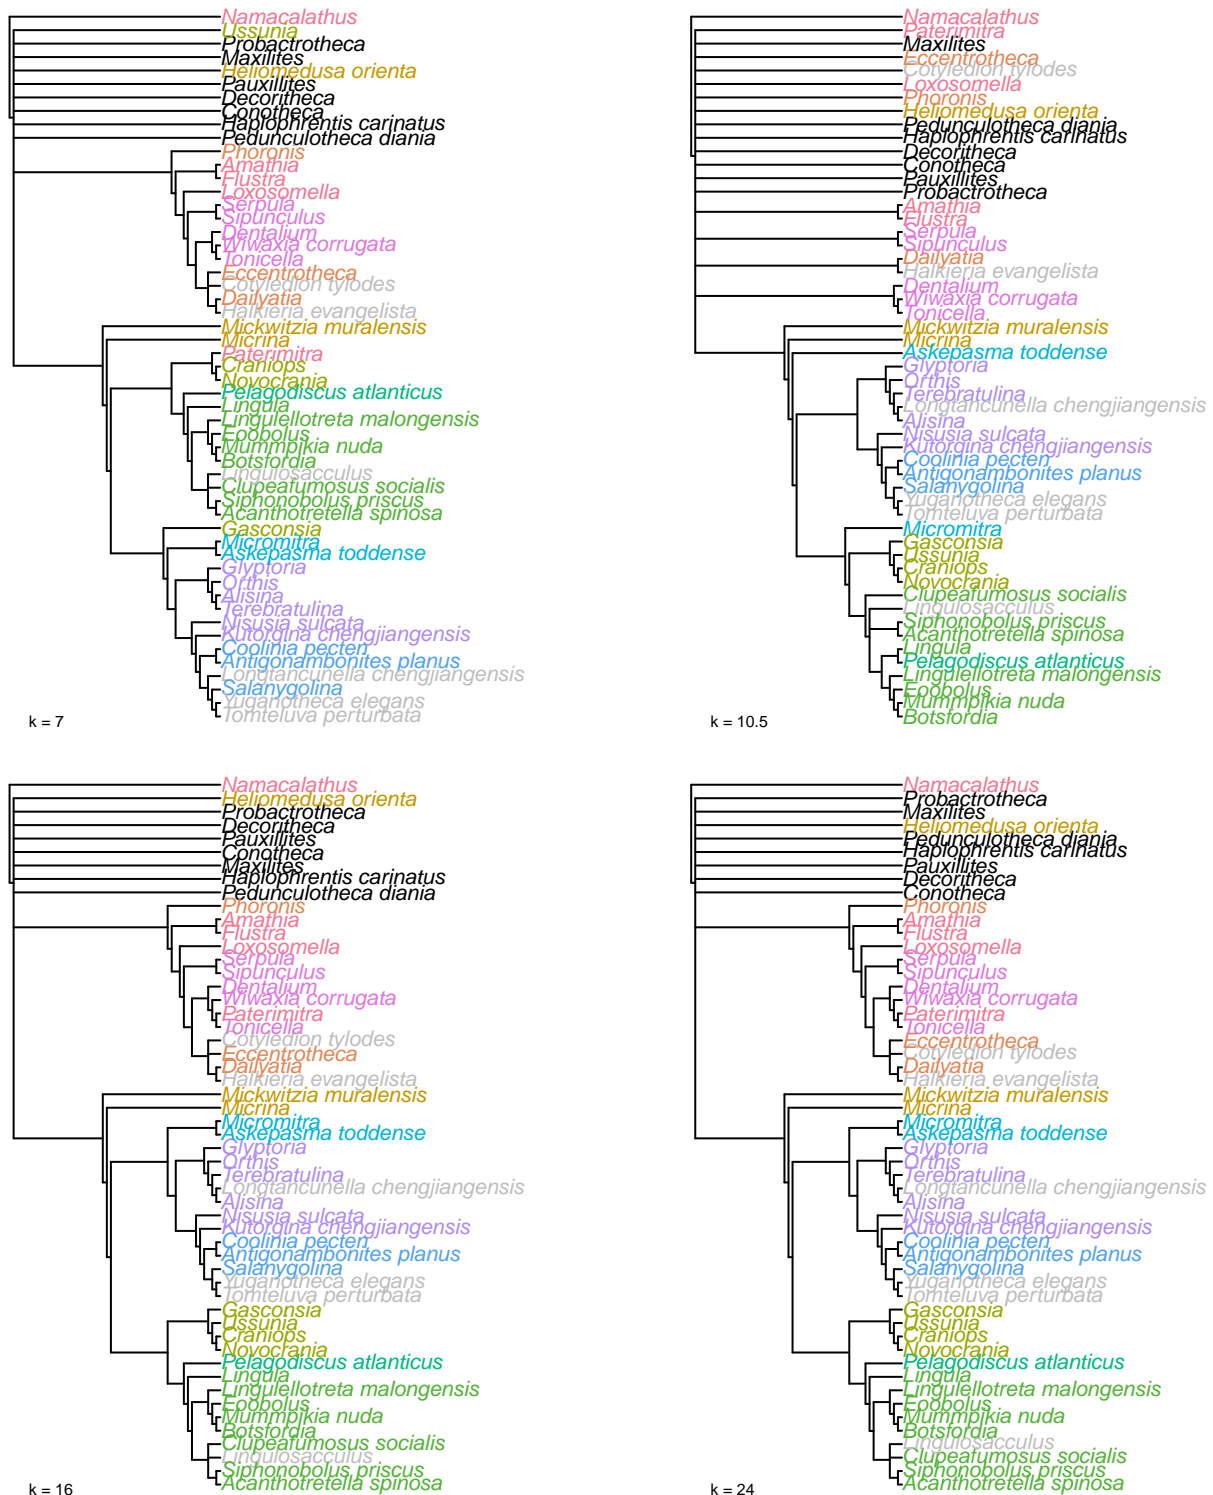 Namacalathus
Ussunia
Probactrotheca
Maxilites
Heliomedusa orienta
Pauxillites
Decoritheca
Conotheca
Haplophrentis carinatus
Pedunculotheca diania
Phoronis
Amathia
Flustra
Loxosomella
Serpula
Sipunculus
Dentalium
Wiwaxia corrugata
Tonicella
Eccentrotheca
Cotyledion tylodes
Dailyatia
Halkieria evangelista
Mickwitzia muralensis
Micrina
Paterimitra
Craniops
Novocrania
Pelagodiscus atlanticus
Lingula
Lingulellotreta malongensis
Eoobolus
Mummpikia nuda
Botsfordia
Lingulosacculus
Clupeafumosus socialis
Siphonobolus priscus
Acanthotretella spinosa
Gasconsia
Micromitra
Askepasma toddense
Glyptoria
Orthis
Alisina
Terebratulina
Nisusia sulcata
Kutorgina chengjiangensis
Coolinia pecten
Antigonambonites planus
Longtancunella chengjiangensis
Salanygolina
Yuganotheca elegans
Tomteluva perturbata
k = 7
Namacalathus
Paterimitra
Maxilites
Eccentrotheca
Cotyledion tylodes
Loxosomella
Phoronis
Heliomedusa orienta
Pedunculotheca diania
Haplophrentis carinatus
Decoritheca
Conotheca
Pauxillites
Probactrotheca
Amathia
Flustra
Serpula
Sipunculus
Dailyatia
Halkieria evangelista
Dentalium
Wiwaxia corrugata
Tonicella
Mickwitzia muralensis
Micrina
Askepasma toddense
Glyptoria
Orthis
Terebratulina
Longtancunella chengjiangensis
Alisina
Nisusia sulcata
Kutorgina chengjiangensis
Coolinia pecten
Antigonambonites planus
Salanygolina
Yuganotheca elegans
Tomteluva perturbata
Micromitra
Gasconsia
Ussunia
Craniops
Novocrania
Clupeafumosus socialis
Lingulosacculus
Siphonobolus priscus
Acanthotretella spinosa
Lingula
Pelagodiscus atlanticus
Lingulellotreta malongensis
Eoobolus
Mummpikia nuda
Botsfordia
k = 10.5
Namacalathus
Heliomedusa orienta
Probactrotheca
Decoritheca
Pauxillites
Conotheca
Maxilites
Haplophrentis carinatus
Pedunculotheca diania
Phoronis
Amathia
Flustra
Loxosomella
Serpula
Sipunculus
Dentalium
Wiwaxia corrugata
Paterimitra
Tonicella
Cotyledion tylodes
Eccentrotheca
Dailyatia
Halkieria evangelista
Mickwitzia muralensis
Micrina
Micromitra
Askepasma toddense
Glyptoria
Orthis
Terebratulina
Longtancunella chengjiangensis
Alisina
Nisusia sulcata
Kutorgina chengjiangensis
Coolinia pecten
Antigonambonites planus
Salanygolina
Yuganotheca elegans
Tomteluva perturbata
Gasconsia
Ussunia
Craniops
Novocrania
Pelagodiscus atlanticus
Lingula
Lingulellotreta malongensis
Eoobolus
Mummpikia nuda
Botsfordia
Clupeafumosus socialis
Lingulosacculus
Siphonobolus priscus
Acanthotretella spinosa
k = 16
Namacalathus
Probactrotheca
Maxilites
Heliomedusa orienta
Pedunculotheca diania
Haplophrentis carinatus
Pauxillites
Decoritheca
Conotheca
Phoronis
Amathia
Flustra
Loxosomella
Serpula
Sipunculus
Dentalium
Wiwaxia corrugata
Paterimitra
Tonicella
Eccentrotheca
Cotyledion tylodes
Dailyatia
Halkieria evangelista
Mickwitzia muralensis
Micrina
Micromitra
Askepasma toddense
Glyptoria
Orthis
Terebratulina
Longtancunella chengjiangensis
Alisina
Nisusia sulcata
Kutorgina chengjiangensis
Coolinia pecten
Antigonambonites planus
Salanygolina
Yuganotheca elegans
Tomteluva perturbata
Gasconsia
Ussunia
Craniops
Novocrania
Pelagodiscus atlanticus
Lingula
Lingulellotreta malongensis
Eoobolus
Mummpikia nuda
Botsfordia
Lingulosacculus
Clupeafumosus socialis
Siphonobolus priscus
Acanthotretella spinosa
k = 24